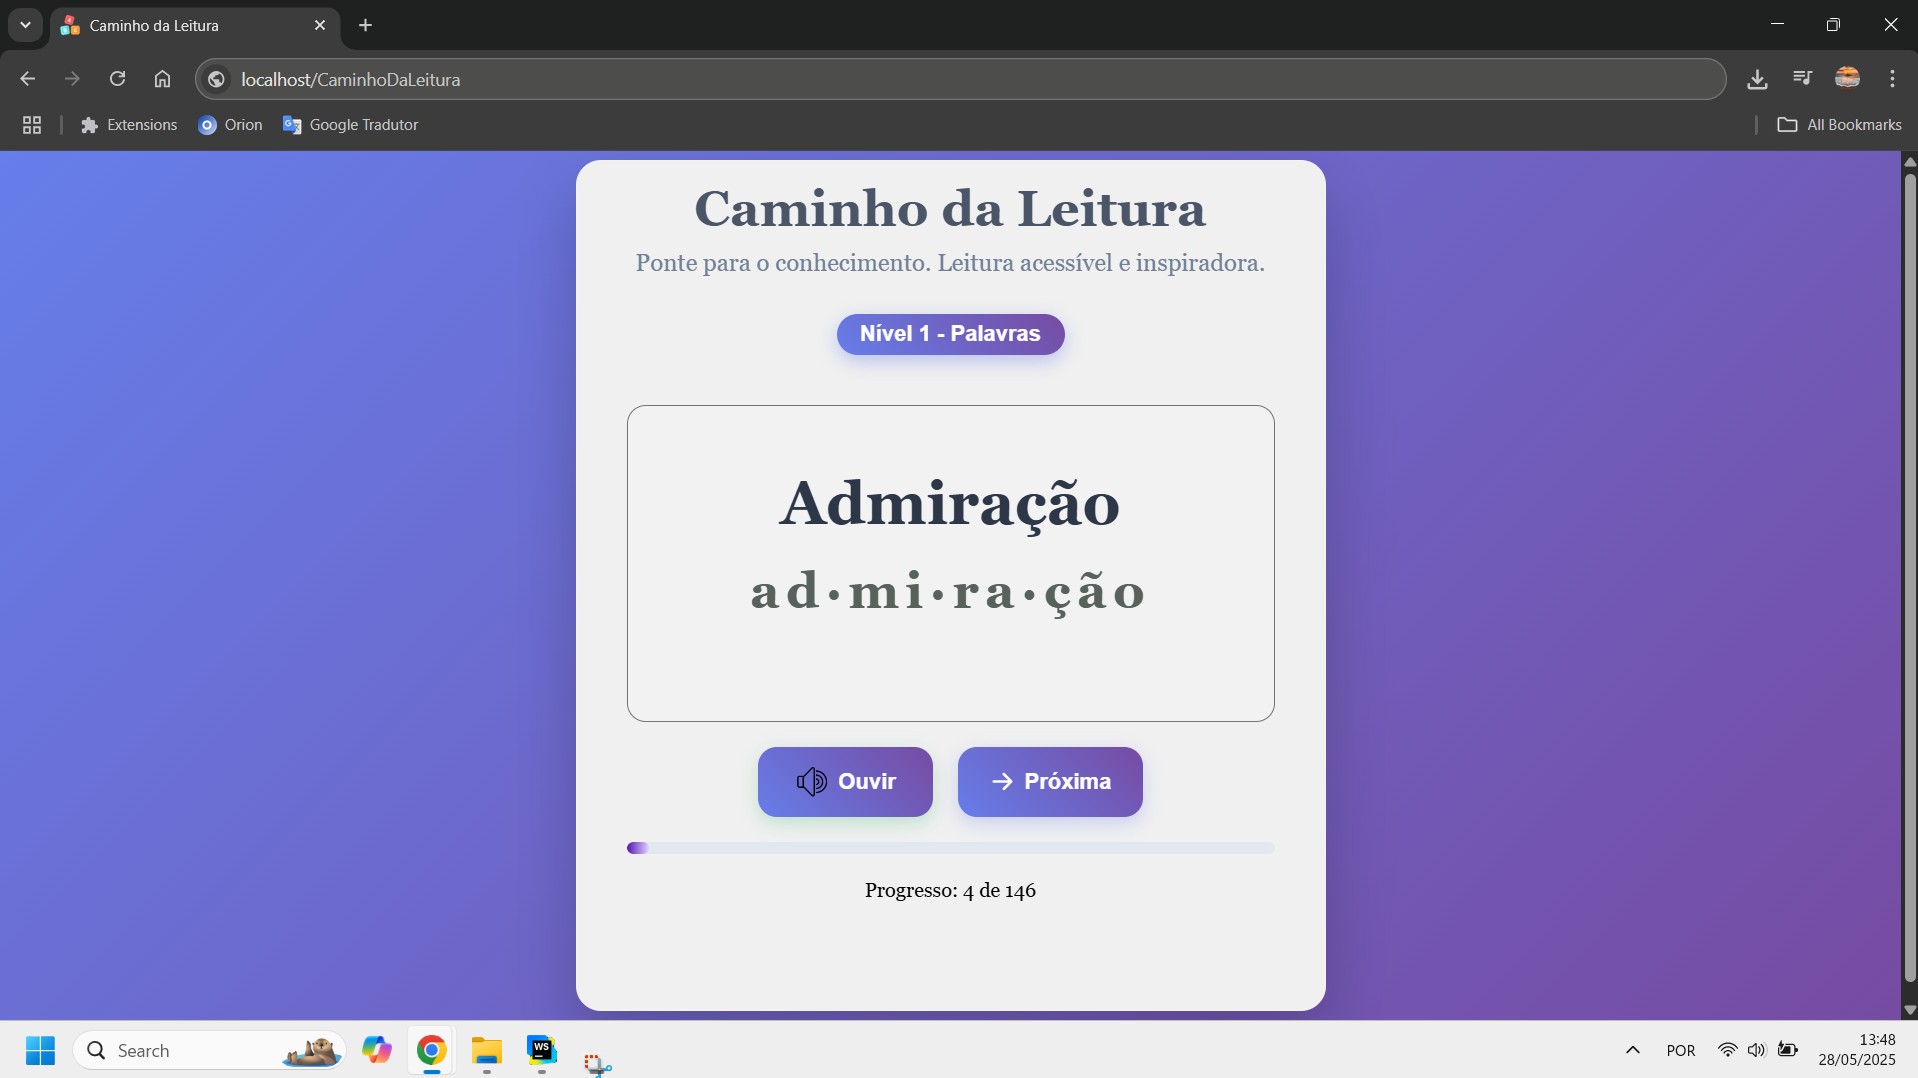 Caminho da Leitura
localhost/CaminhoDaLeitura
Extensions Orion Google Tradutor All Bookmarks
Caminho da Leitura
Ponte para o conhecimento. Leitura acessível e inspiradora.
Nível 1 - Palavras
Admiração
ad·mi·ra·ção
Ouvir → Próxima
Progresso: 4 de 146
Search WS POR 13:48
28/05/2025